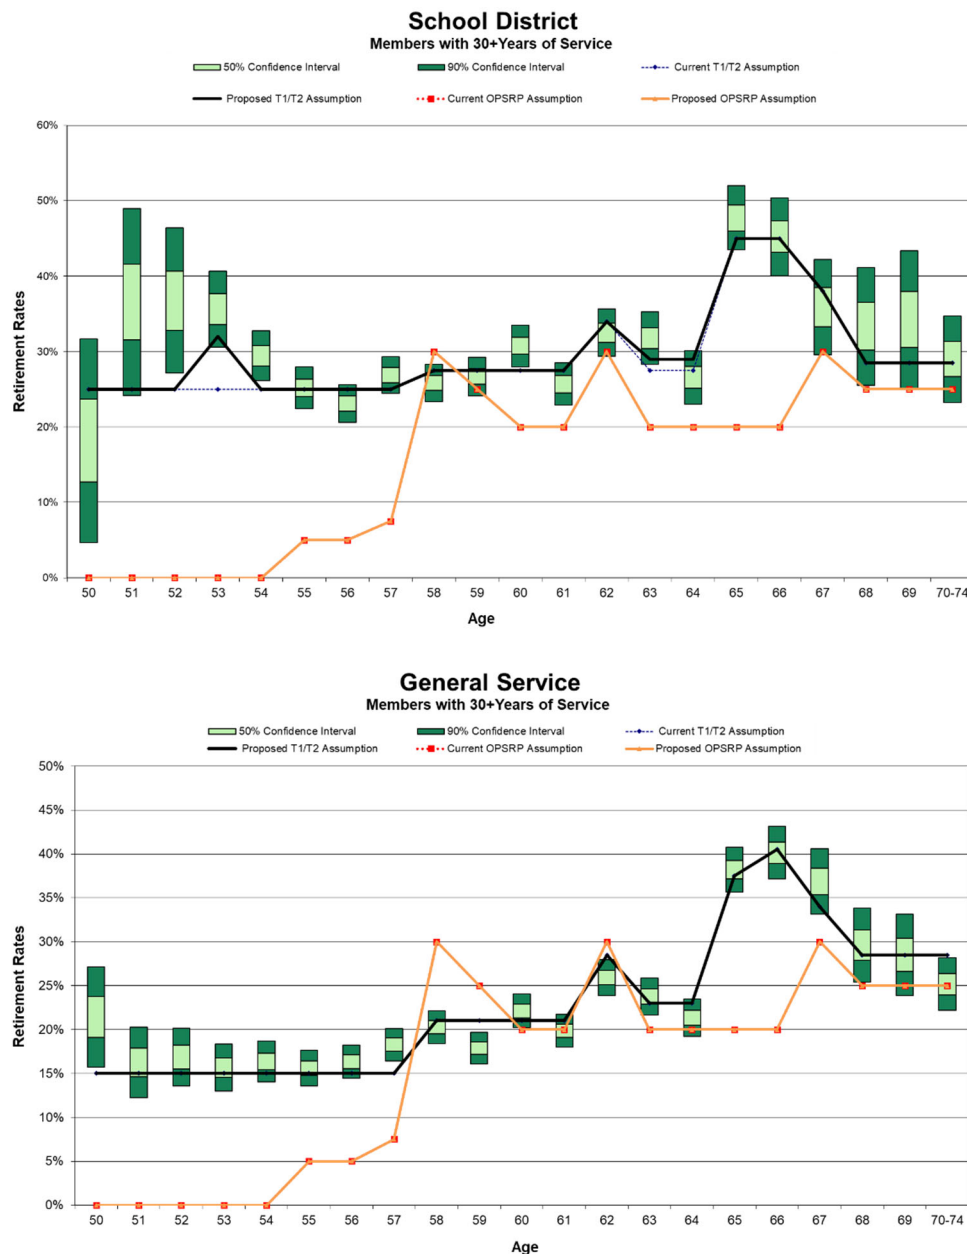 School District
Members with 30+Years of Service
50% Confidence Interval 90% Confidence Interval Current T1/T2 Assumption
Proposed T1/T2 Assumption Current OPSRP Assumption Proposed OPSRP Assumption
60%
50%
40%
30%
20%
10%
0%
Retirement Rates
50 51 52 53 54 55 56 57 58 59 60 61 62 63 64 65 66 67 68 69 70-74
Age
General Service
Members with 30+Years of Service
50% Confidence Interval 90% Confidence Interval Current T1/T2 Assumption
Proposed T1/T2 Assumption Current OPSRP Assumption Proposed OPSRP Assumption
50%
45%
40%
35%
30%
25%
20%
15%
10%
5%
0%
Retirement Rates
50 51 52 53 54 55 56 57 58 59 60 61 62 63 64 65 66 67 68 69 70-74
Age